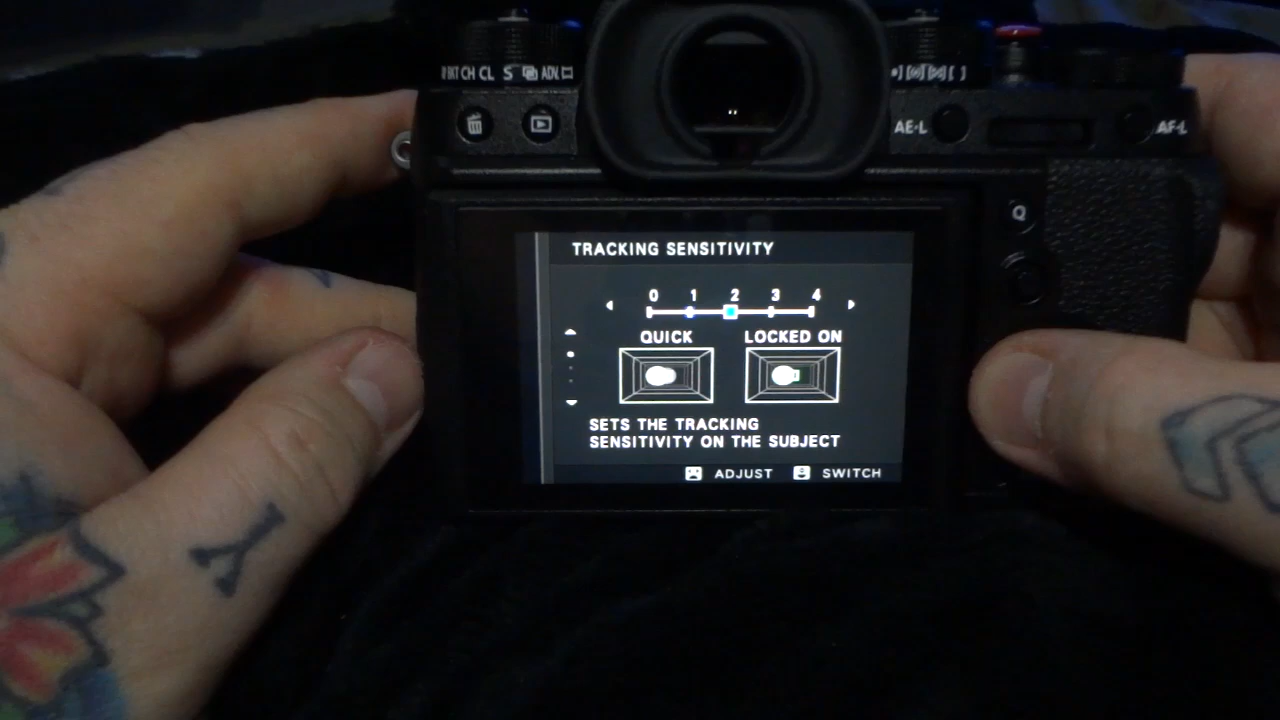 BKT CH CL S ADV.
AE-L
AF-L
Q
TRACKING SENSITIVITY
0 1 2 3 4
QUICK LOCKED ON
SETS THE TRACKING
SENSITIVITY ON THE SUBJECT
ADJUST SWITCH